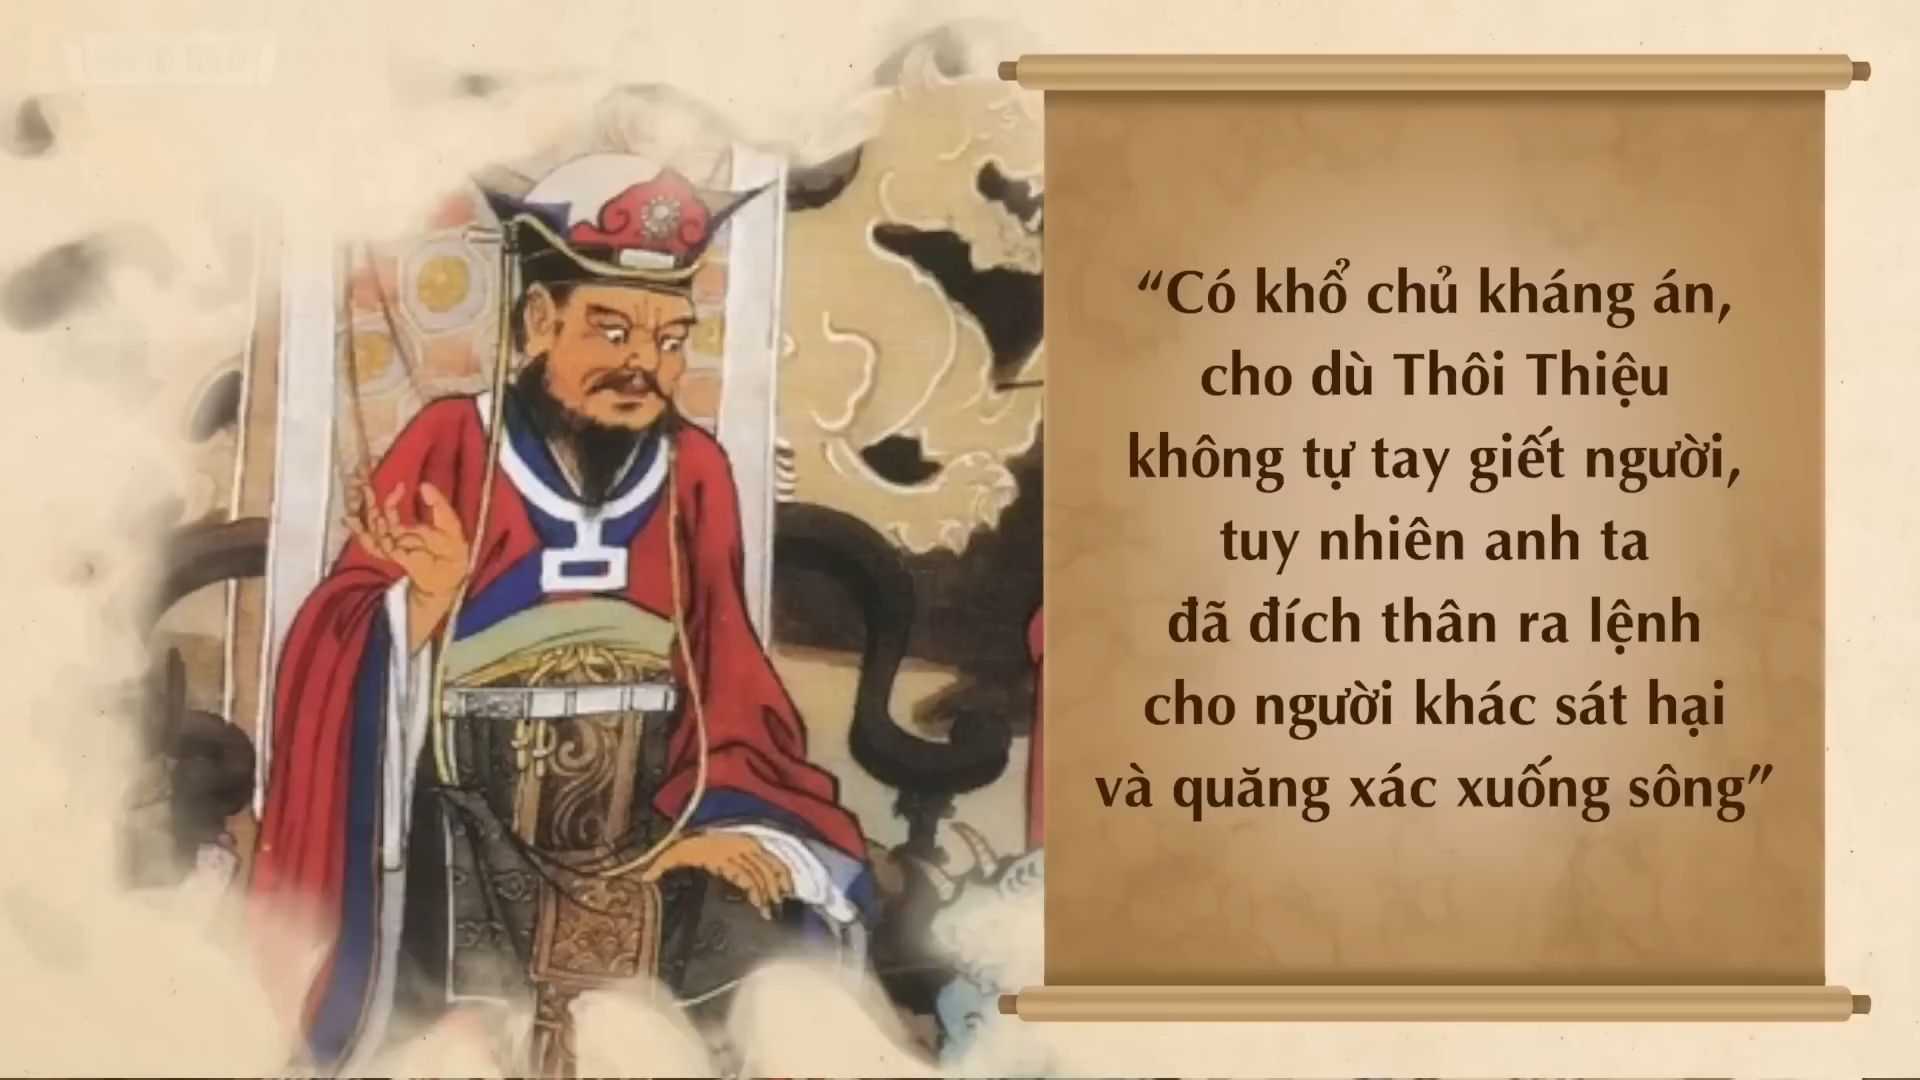 “Có khổ chủ kháng án,
cho dù Thôi Thiệu
không tự tay giết người,
tuy nhiên anh ta
đã đích thân ra lệnh
cho người khác sát hại
và quăng xác xuống sông”